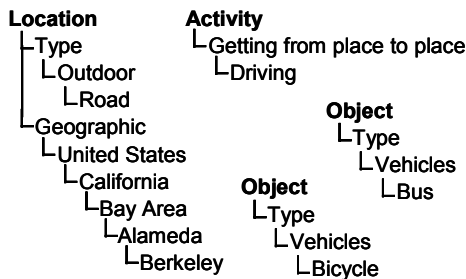 Location
Type
Outdoor
Road
Geographic
United States
California
Bay Area
Alameda
Berkeley
Activity
Getting from place to place
Driving
Object
Type
Vehicles
Bus
Object
Type
Vehicles
Bicycle